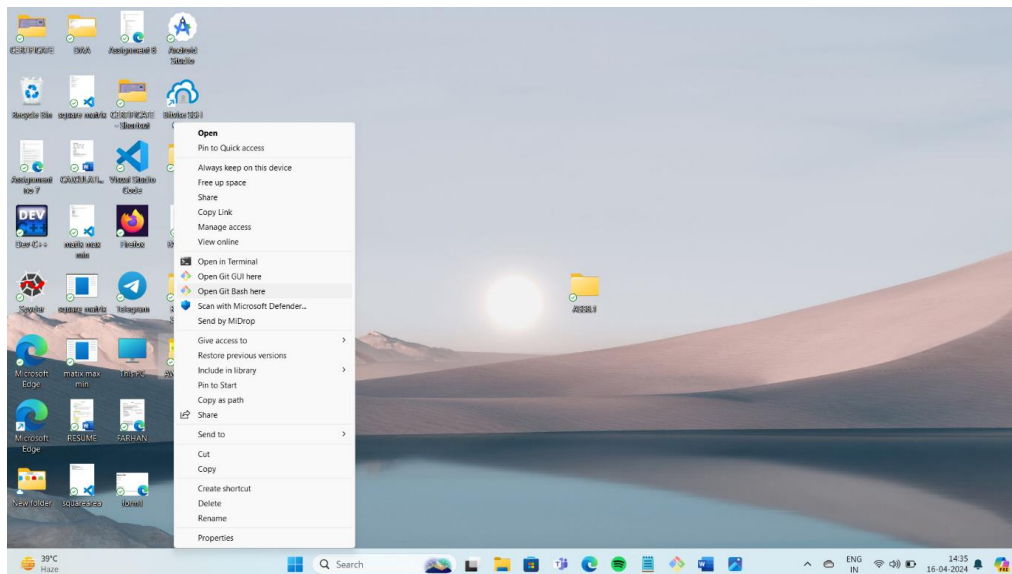 CERTIFICATE
DAA
Assignment 8
Android
Studio
Recycle Bin
square matrix
CERTIFICATE
- Shortcut
Bitvise SSH
Assignment
no 7
CALCULATI...
Visual Studio
Code
DEV
Dev-C++
matix max
min
Firefox
Spyder
square matrix
Telegram
Microsoft
Edge
matix max
min
This PC
Microsoft
Edge
RESUME
FARHAN
New folder
squarearea
form1
Open
Pin to Quick access
Always keep on this device
Free up space
Share
Copy Link
Manage access
View online
Open in Terminal
Open Git GUI here
Open Git Bash here
Scan with Microsoft Defender...
Send by MiDrop
Give access to
Restore previous versions
Include in library
Pin to Start
Copy as path
Share
Send to
Cut
Copy
Create shortcut
Delete
Rename
Properties
39°C
Haze
Search
ENG
IN
14:35
16-04-2024